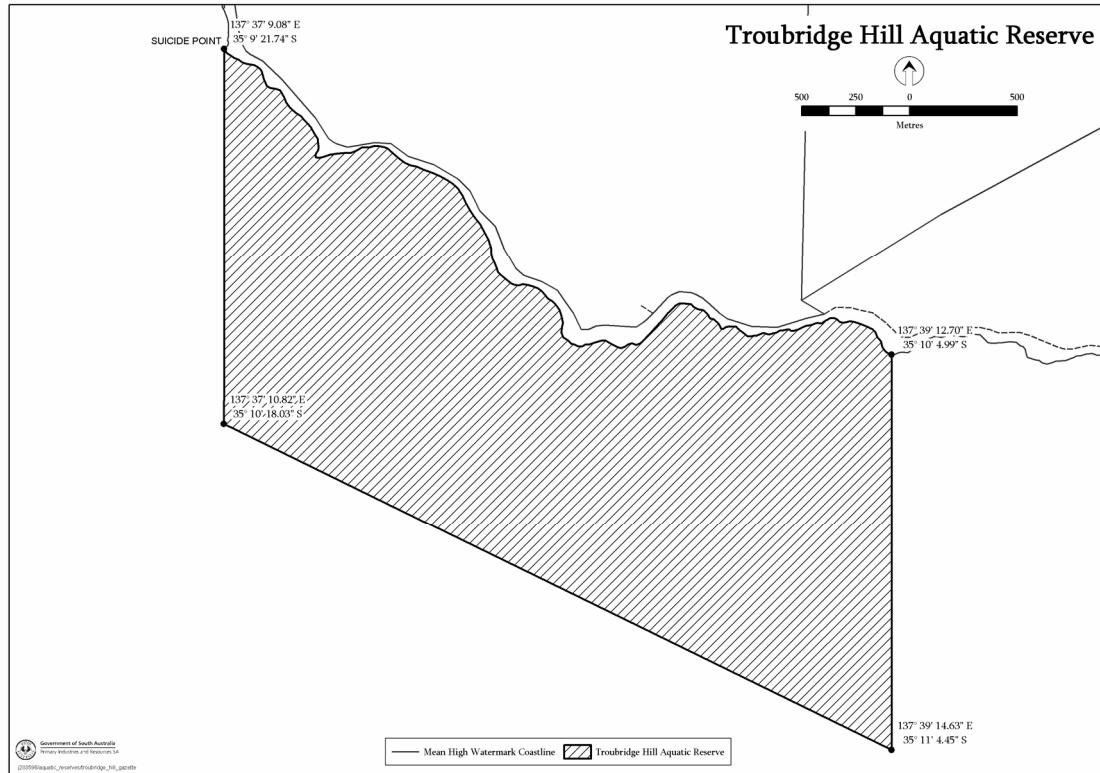 Troubridge Hill Aquatic Reserve
137° 37' 9.08" E
35° 9' 21.74" S
SUICIDE POINT
500 250 0 500
Metres
137° 39' 12.70" E
35° 10' 4.99" S
137° 37' 10.82" E
35° 10' 18.03" S
137° 39' 14.63" E
35° 11' 4.45" S
Mean High Watermark Coastline
Troubridge Hill Aquatic Reserve
Government of South Australia
Primary Industries and Resources SA